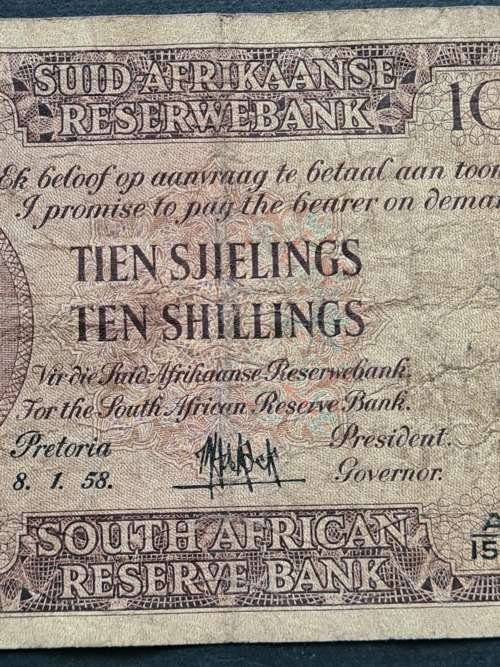 SUID-AFRIKAANSE
RESERWEBANK
10
Ek beloof op aanvraag te betaal aan toon
I promise to pay the bearer on deman
TIEN SJIELINGS
TEN SHILLINGS
Vir die Suid-Afrikaanse Reserwebank.
For the South African Reserve Bank.
Pretoria
8. 1. 58.
President.
Governor.
SOUTH AFRICAN
RESERVE BANK
A
15